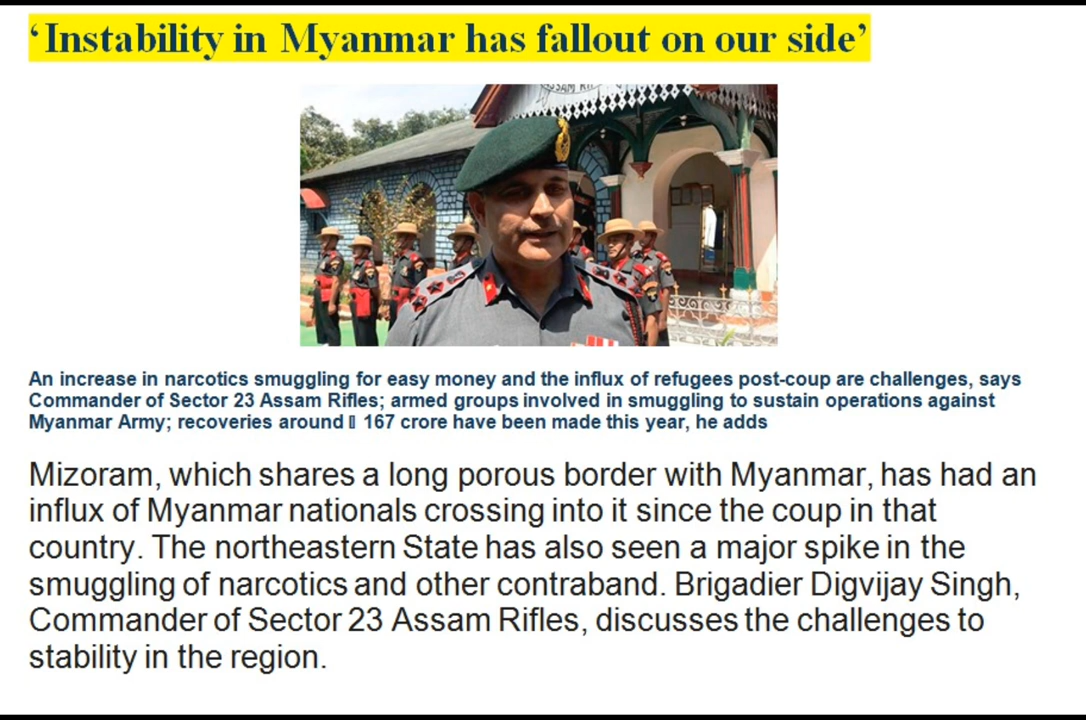 ‘Instability in Myanmar has fallout on our side’
An increase in narcotics smuggling for easy money and the influx of refugees post-coup are challenges, says
Commander of Sector 23 Assam Rifles; armed groups involved in smuggling to sustain operations against
Myanmar Army; recoveries around 167 crore have been made this year, he adds
Mizoram, which shares a long porous border with Myanmar, has had an
influx of Myanmar nationals crossing into it since the coup in that
country. The northeastern State has also seen a major spike in the
smuggling of narcotics and other contraband. Brigadier Digvijay Singh,
Commander of Sector 23 Assam Rifles, discusses the challenges to
stability in the region.